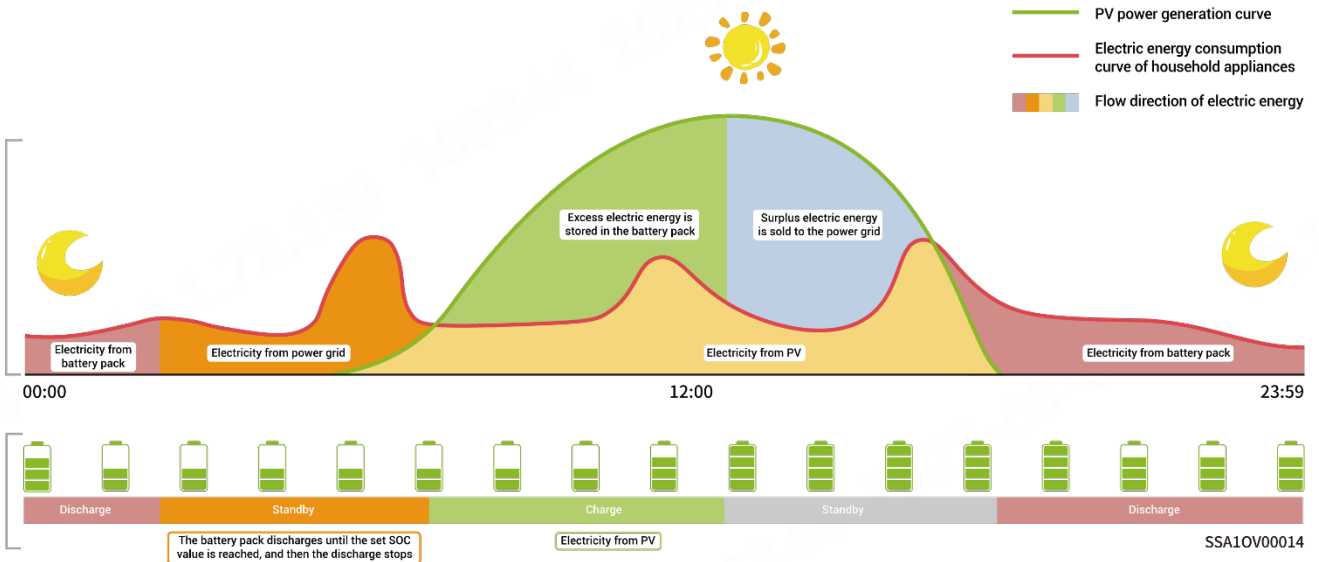 PV power generation curve
Electric energy consumption
curve of household appliances
Flow direction of electric energy
Excess electric energy is
stored in the battery pack
Surplus electric energy
is sold to the power grid
Electricity from
battery pack
Electricity from power grid
Electricity from PV
Electricity from battery pack
00:00
12:00
23:59
Discharge
Standby
Charge
Standby
Discharge
The battery pack discharges until the set SOC
value is reached, and then the discharge stops
Electricity from PV
SSA1OV00014